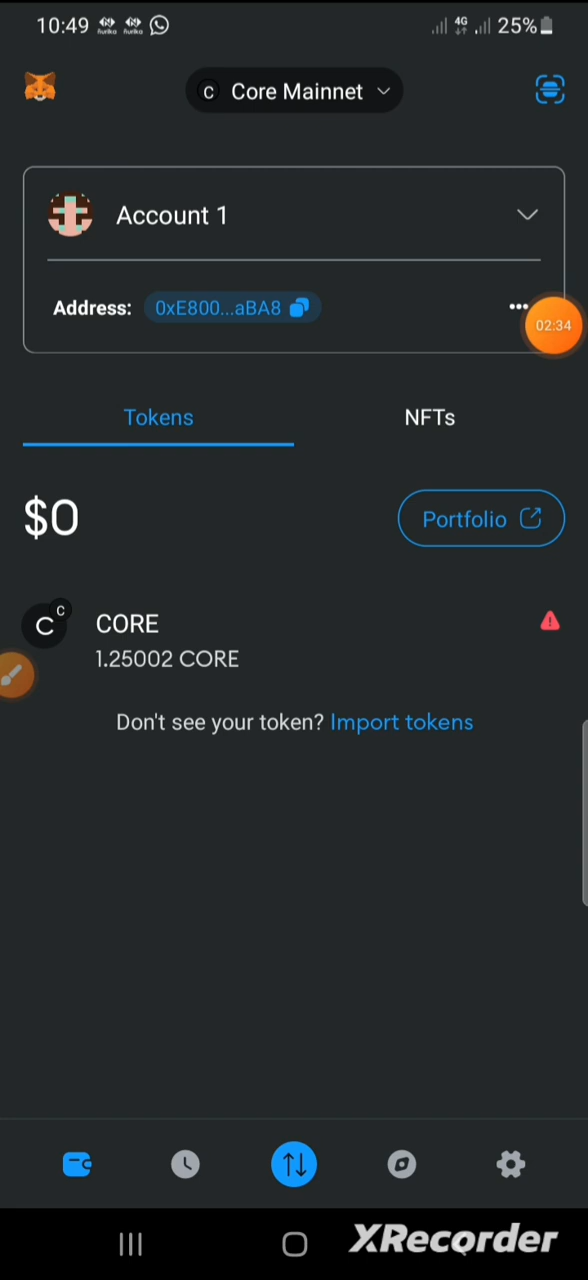 10:49
4G
25%
C Core Mainnet
Account 1
Address: 0xE800...aBA8
02:34
Tokens
NFTs
$0
Portfolio
C C
CORE
1.25002 CORE
Don't see your token? Import tokens
XRecorder